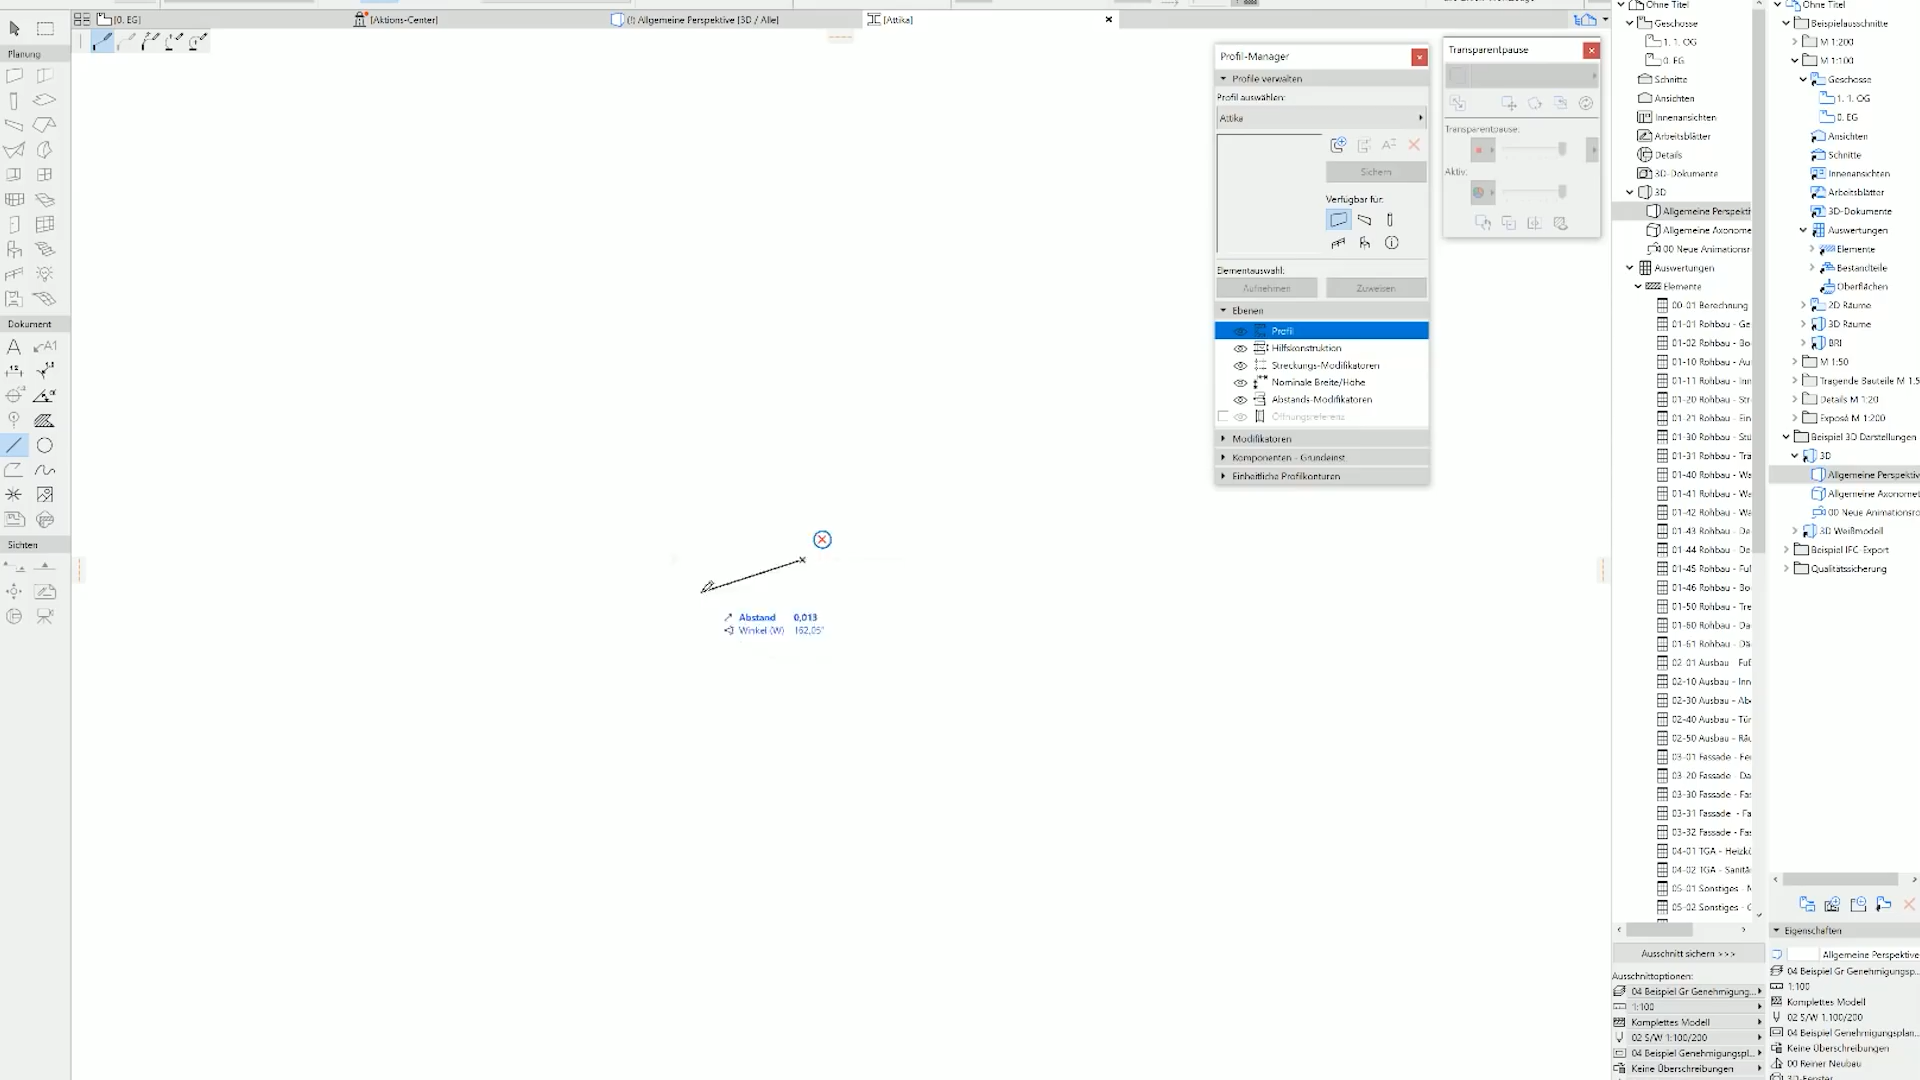 [0. EG]
[Aktions-Center]
(!) Allgemeine Perspektive [3D / Alle]
[Attika]
Planung
Dokument
A1
Sichten
Abstand 0,013
Winkel (W) 162,05°
Profil-Manager
Profile verwalten
Profil auswählen:
Attika
Sichern
Verfügbar für:
Elementauswahl:
Aufnehmen
Zuweisen
Ebenen
Profil
Hilfskonstruktion
Streckungs-Modifikatoren
Nominale Breite/Höhe
Abstands-Modifikatoren
Öffnungsreferenz
Modifikatoren
Komponenten - Grundeinst
Einheitliche Profilkonturen
Transparentpause
Transparentpause:
Aktiv:
Ohne Titel
Geschosse
1. 1. OG
0. EG
Schnitte
Ansichten
Innenansichten
Arbeitsblätter
Details
3D-Dokumente
3D
Allgemeine Perspekti
Allgemeine Axonome
00 Neue Animationsr
Auswertungen
Elemente
00-01 Berechnung
01-01 Rohbau - Ge
01-02 Rohbau - Bo
01-10 Rohbau - Au
01-11 Rohbau - Inn
01-20 Rohbau - Str
01-21 Rohbau - Ein
01-30 Rohbau - Stu
01-31 Rohbau - Tra
01-40 Rohbau - Wa
01-41 Rohbau - Wa
01-42 Rohbau - Wa
01-43 Rohbau - De
01-44 Rohbau - De
01-45 Rohbau - Fuß
01-46 Rohbau - Bo
01-50 Rohbau - Tre
01-60 Rohbau - Da
01-61 Rohbau - Dä
02-01 Ausbau - Fuß
02-10 Ausbau - Inn
02-30 Ausbau - Ab
02-40 Ausbau - Tür
02-50 Ausbau - Räu
03-01 Fassade - Fe
03-20 Fassade - Da
03-30 Fassade - Fas
03-31 Fassade - Fa
03-32 Fassade - Fas
04-01 TGA - Heizkö
04-02 TGA - Sanitä
05-01 Sonstiges - M
05-02 Sonstiges - G
Ausschnitt sichern >>>
Ausschnittoptionen:
04 Beispiel Gr Genehmigung...
1:100
Komplettes Modell
02 S/W 1:100/200
04 Beispiel Genehmigungspl...
Keine Überschreibungen
Ohne Titel
Beispielausschnitte
M 1:200
M 1:100
Geschosse
1. 1. OG
0. EG
Ansichten
Schnitte
Innenansichten
Arbeitsblätter
3D-Dokumente
Auswertungen
Elemente
Bestandteile
Oberflächen
2D Räume
3D Räume
BRI
M 1:50
Tragende Bauteile M 1:5
Details M 1:20
Exposé M 1:200
Beispiel 3D Darstellungen
3D
Allgemeine Perspektiv
Allgemeine Axonomet
00 Neue Animationsro
3D Weißmodell
Beispiel IFC-Export
Qualitätssicherung
Eigenschaften
Allgemeine Perspektive
04 Beispiel Gr Genehmigungsp...
1:100
Komplettes Modell
02 S/W 1:100/200
04 Beispiel Genehmigungsplan...
Keine Überschreibungen
00 Reiner Neubau
3D-Fenster